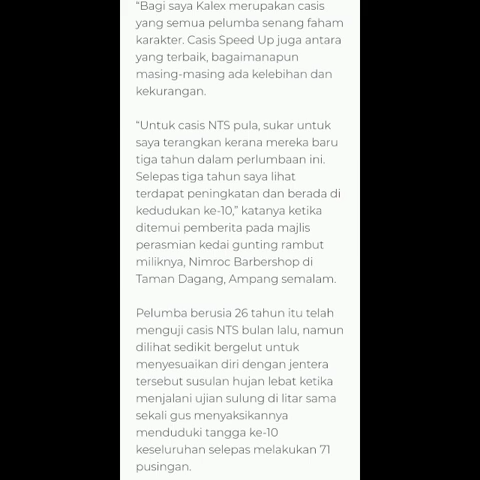 “Bagi saya Kalex merupakan casis
yang semua pelumba senang faham
karakter. Casis Speed Up juga antara
yang terbaik, bagaimanapun
masing-masing ada kelebihan dan
kekurangan.
“Untuk casis NTS pula, sukar untuk
saya terangkan kerana mereka baru
tiga tahun dalam perlumbaan ini.
Selepas tiga tahun saya lihat
terdapat peningkatan dan berada di
kedudukan ke-10,” katanya ketika
ditemui pemberita pada majlis
perasmian kedai gunting rambut
miliknya, Nimroc Barbershop di
Taman Dagang, Ampang semalam.
Pelumba berusia 26 tahun itu telah
menguji casis NTS bulan lalu, namun
dilihat sedikit bergelut untuk
menyesuaikan diri dengan jentera
tersebut susulan hujan lebat ketika
menjalani ujian sulung di litar sama
sekali gus menyaksikannya
menduduki tangga ke-10
keseluruhan selepas melakukan 71
pusingan.